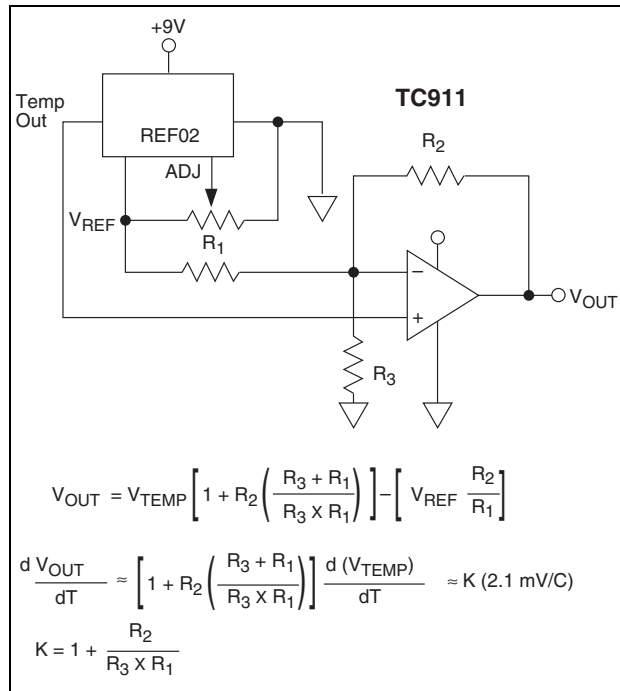 +9V
TC911
Temp
Out
REF02
ADJ
R2
VREF
R1
−
+
VOUT
R3
VOUT = VTEMP [ 1 + R2 ( R3 + R1 / R3 X R1 ) ] − [ VREF R2 / R1 ]
d VOUT / dT ≈ [ 1 + R2 ( R3 + R1 / R3 X R1 ) ] d (VTEMP) / dT ≈ K (2.1 mV/C)
K = 1 + R2 / R3 X R1